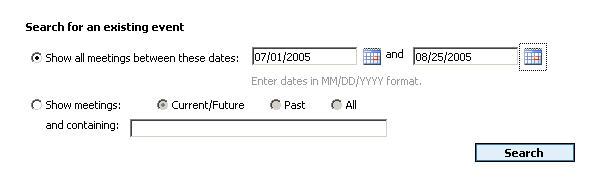 Search for an existing event
Show all meetings between these dates: 07/01/2005 and 08/25/2005
Enter dates in MM/DD/YYYY format.
Show meetings: Current/Future Past All
and containing:
Search